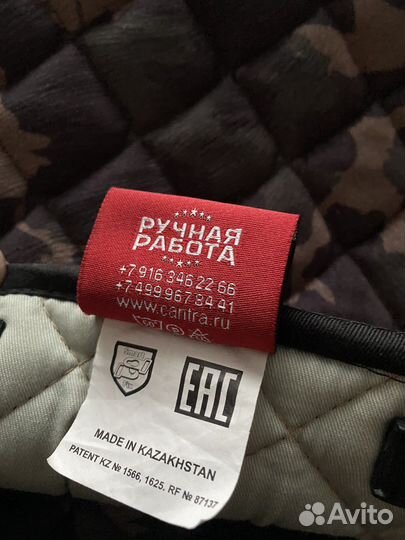 РУЧНАЯ
РАБОТА
+7 916 346 22 66
+7 499 967 84 41
www.cantra.ru
EAC
MADE IN KAZAKHSTAN
PATENT KZ № 1566, 1625. RF № 87137
Avito